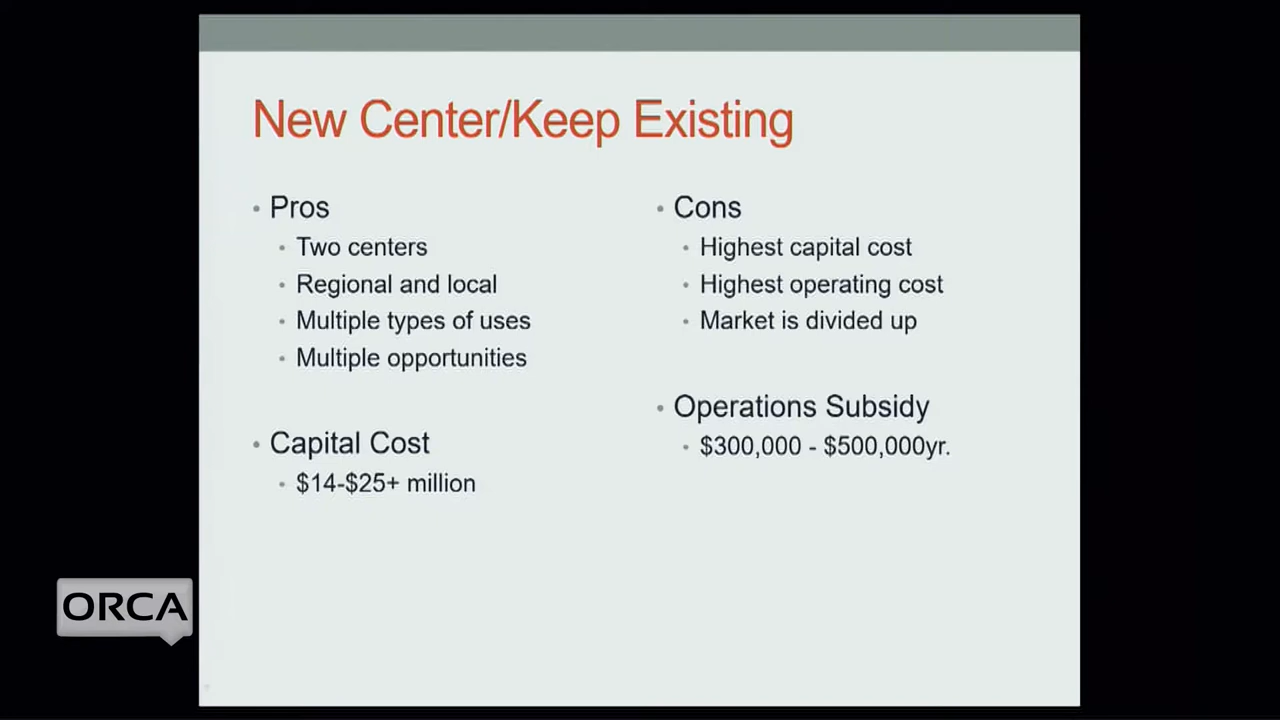 New Center/Keep Existing
• Pros
• Two centers
• Regional and local
• Multiple types of uses
• Multiple opportunities
• Capital Cost
• $14-$25+ million
• Cons
• Highest capital cost
• Highest operating cost
• Market is divided up
• Operations Subsidy
• $300,000 - $500,000yr.
ORCA